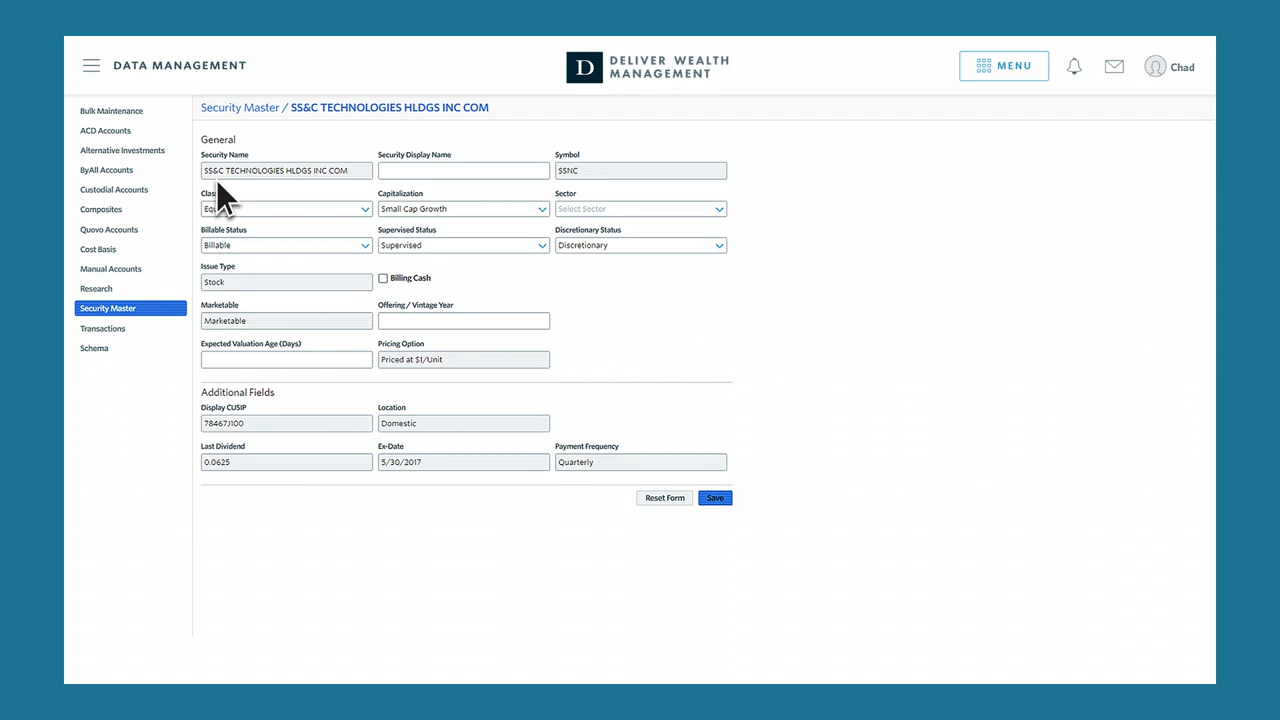 DATA MANAGEMENT
D DELIVER WEALTH
MANAGEMENT
MENU
Chad
Bulk Maintenance
ACD Accounts
Alternative Investments
ByAll Accounts
Custodial Accounts
Composites
Quovo Accounts
Cost Basis
Manual Accounts
Research
Security Master
Transactions
Schema
Security Master / SS&C TECHNOLOGIES HLDGS INC COM
General
Security Name Security Display Name Symbol
SS&C TECHNOLOGIES HLDGS INC COM SSNC
Capitalization Sector
Small Cap Growth Select Sector
Billable Status Supervised Status Discretionary Status
Billable Supervised Discretionary
Issue Type
Stock Billing Cash
Marketable Offering / Vintage Year
Marketable
Expected Valuation Age (Days) Pricing Option
Priced at $1/Unit
Additional Fields
Display CUSIP Location
78467J100 Domestic
Last Dividend Ex-Date Payment Frequency
0.0625 5/30/2017 Quarterly
Reset Form Save